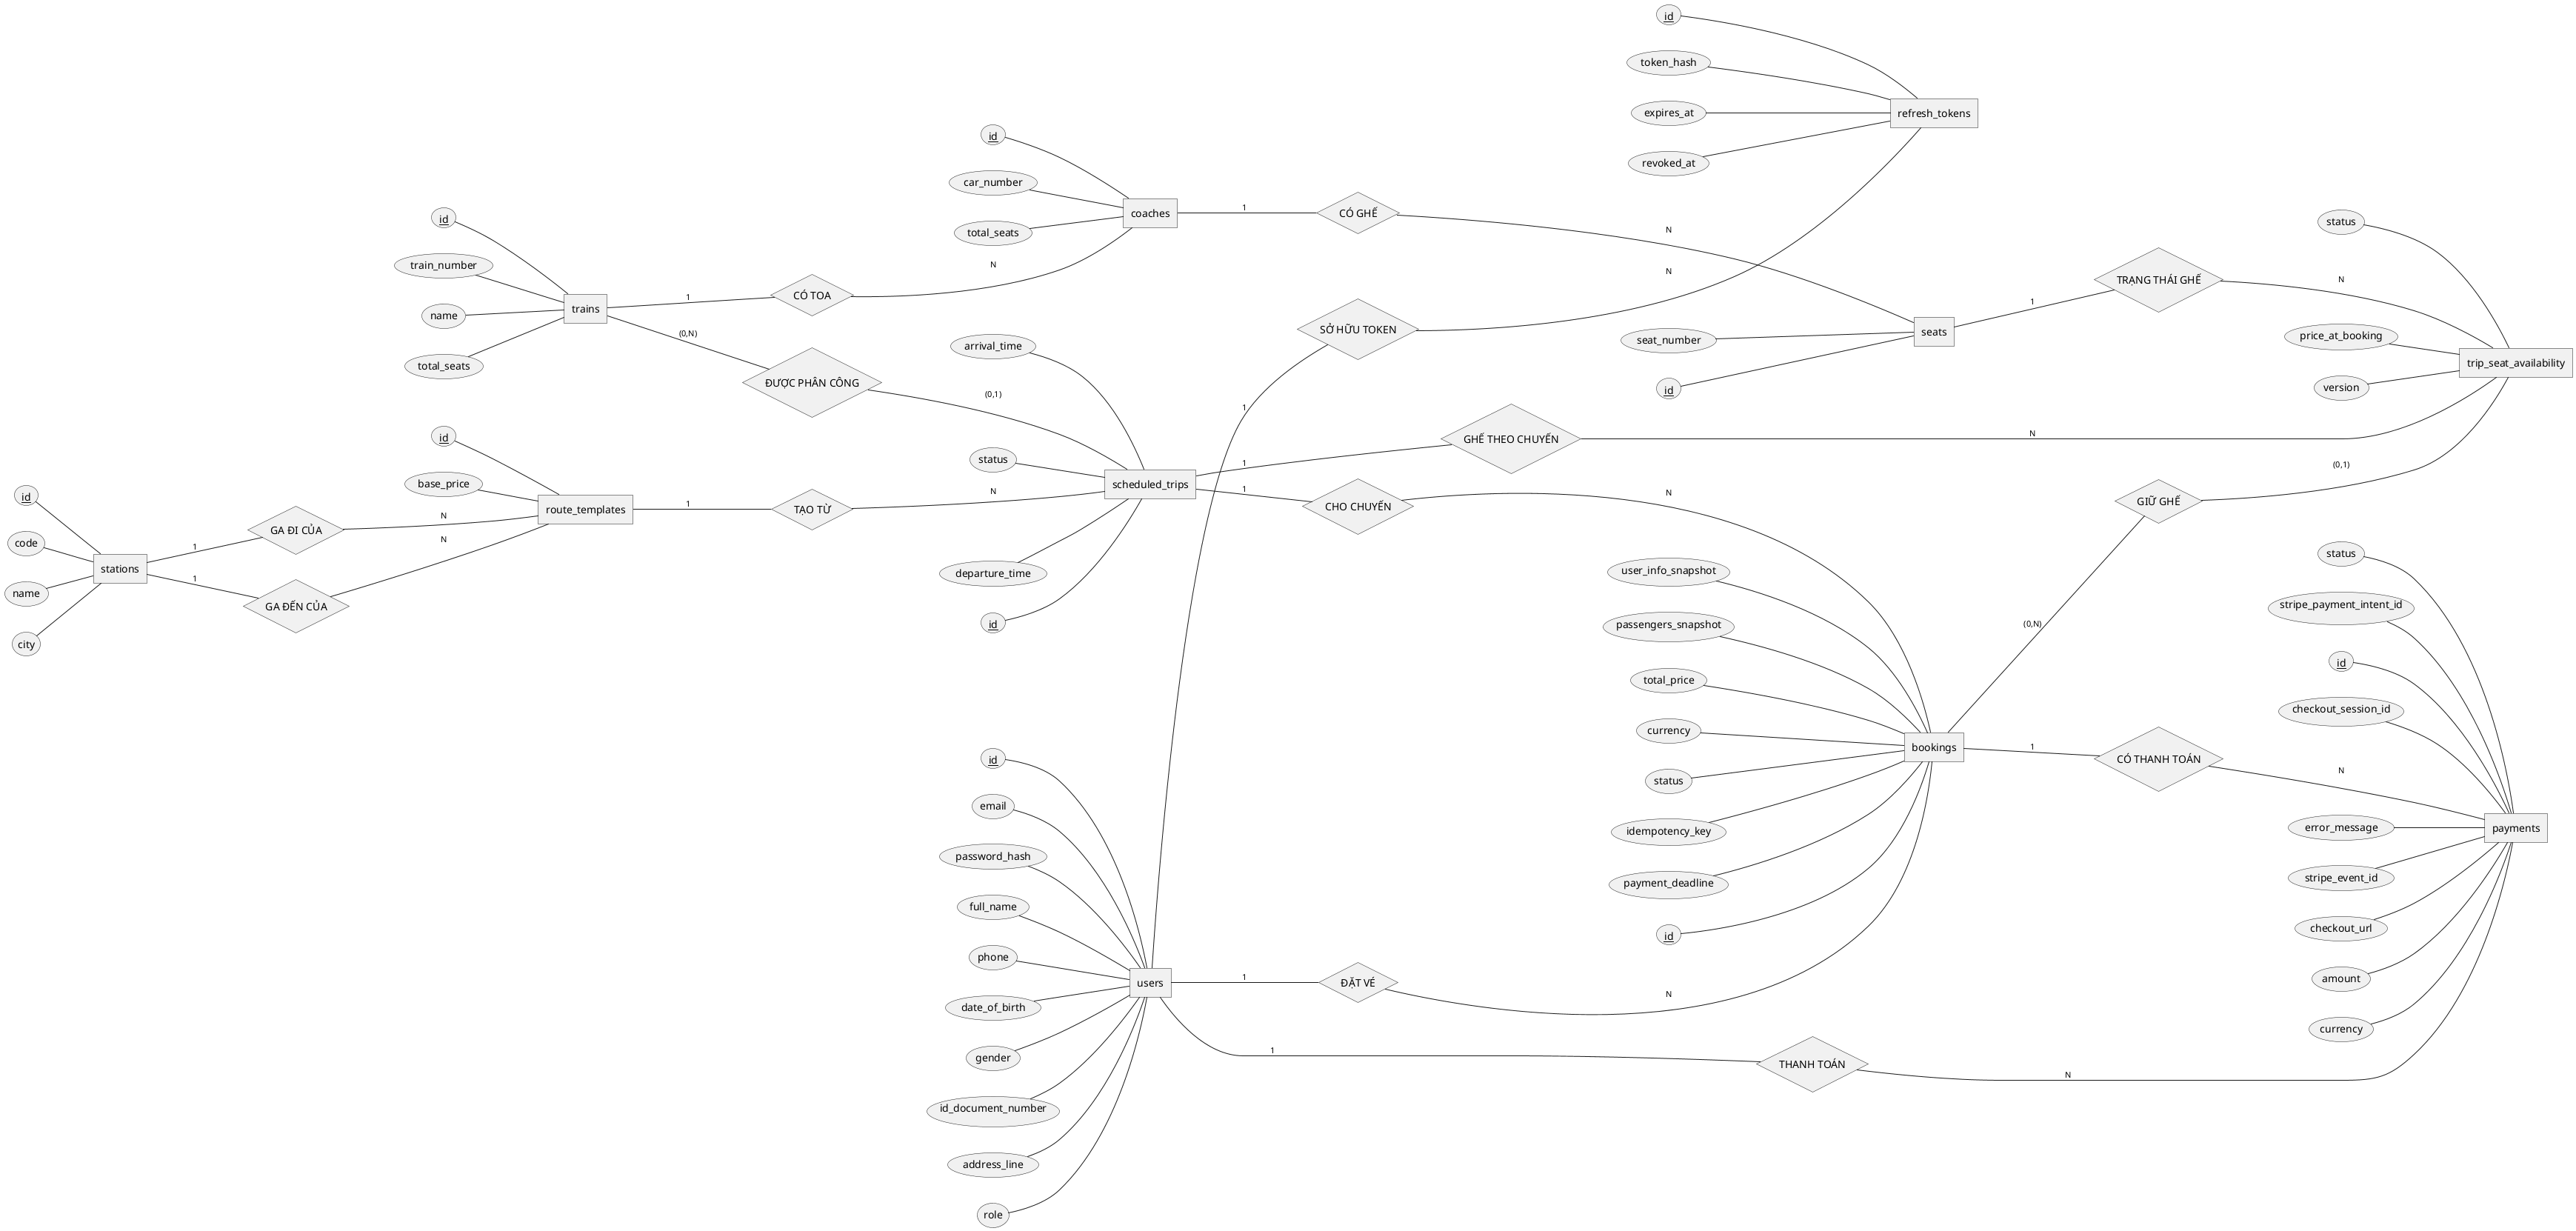 id
code
name
city
stations
1
1
GA ĐI CỦA
GA ĐẾN CỦA
N
N
id
train_number
name
total_seats
id
base_price
trains
route_templates
1
(0,N)
1
CÓ TOA
ĐƯỢC PHÂN CÔNG
TẠO TỪ
id
car_number
total_seats
N
arrival_time
(0,1)
status
N
departure_time
id
id
email
password_hash
full_name
phone
date_of_birth
gender
id_document_number
address_line
role
coaches
scheduled_trips
users
1
1
1
1
1
1
CÓ GHẾ
SỞ HỮU TOKEN
GHẾ THEO CHUYẾN
CHO CHUYẾN
ĐẶT VÉ
id
token_hash
expires_at
revoked_at
N
N
seat_number
id
N
user_info_snapshot
passengers_snapshot
total_price
currency
status
idempotency_key
payment_deadline
id
N
THANH TOÁN
refresh_tokens
seats
bookings
1
N
(0,N)
1
N
TRẠNG THÁI GHẾ
GIỮ GHẾ
CÓ THANH TOÁN
status
N
price_at_booking
version
(0,1)
status
stripe_payment_intent_id
id
checkout_session_id
N
error_message
stripe_event_id
checkout_url
amount
currency
trip_seat_availability
payments